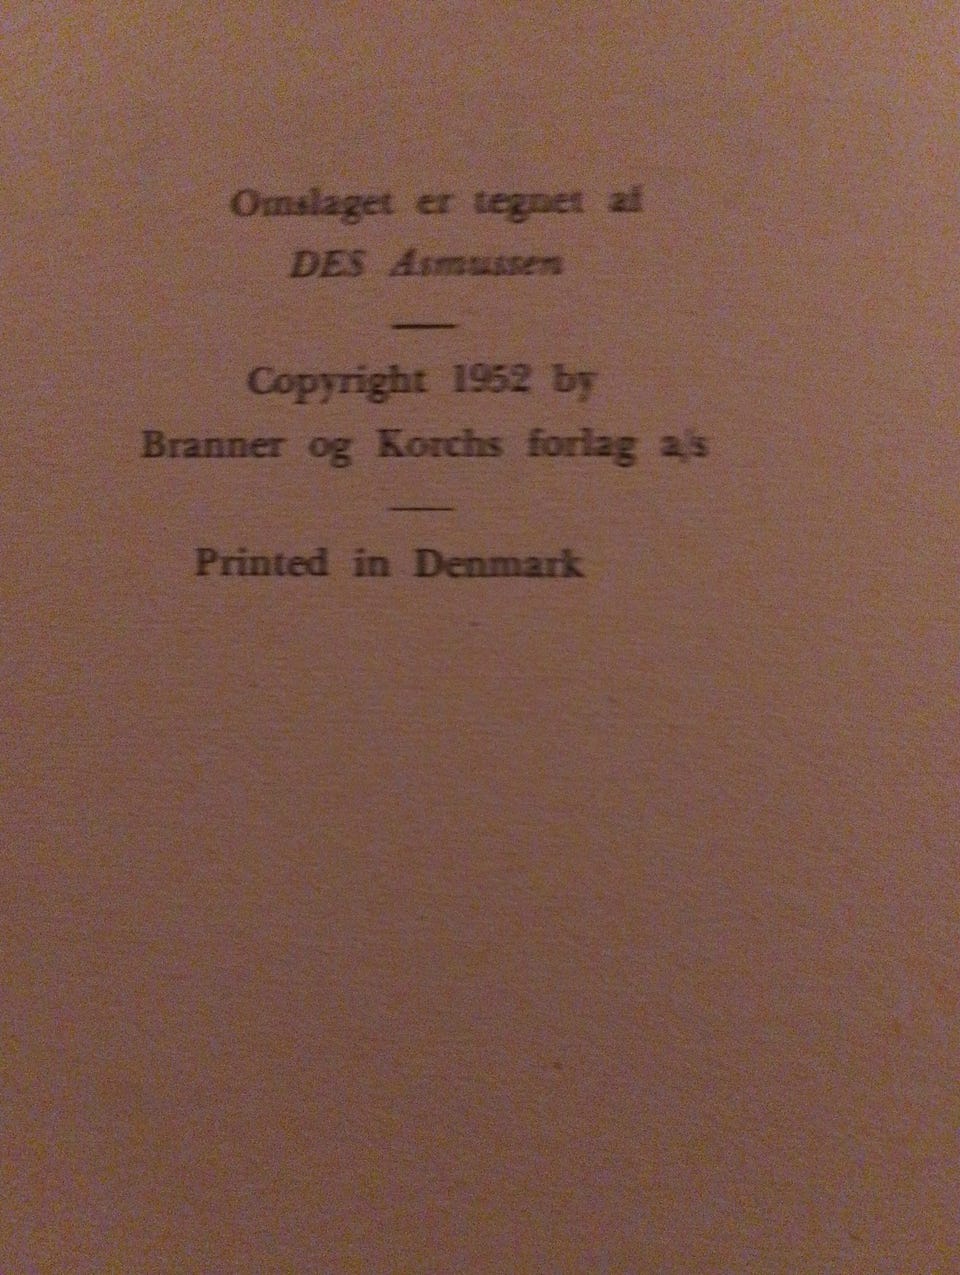 Omslaget er tegnet af
DES Asmussen
Copyright 1952 by
Branner og Korchs forlag a/s
Printed in Denmark